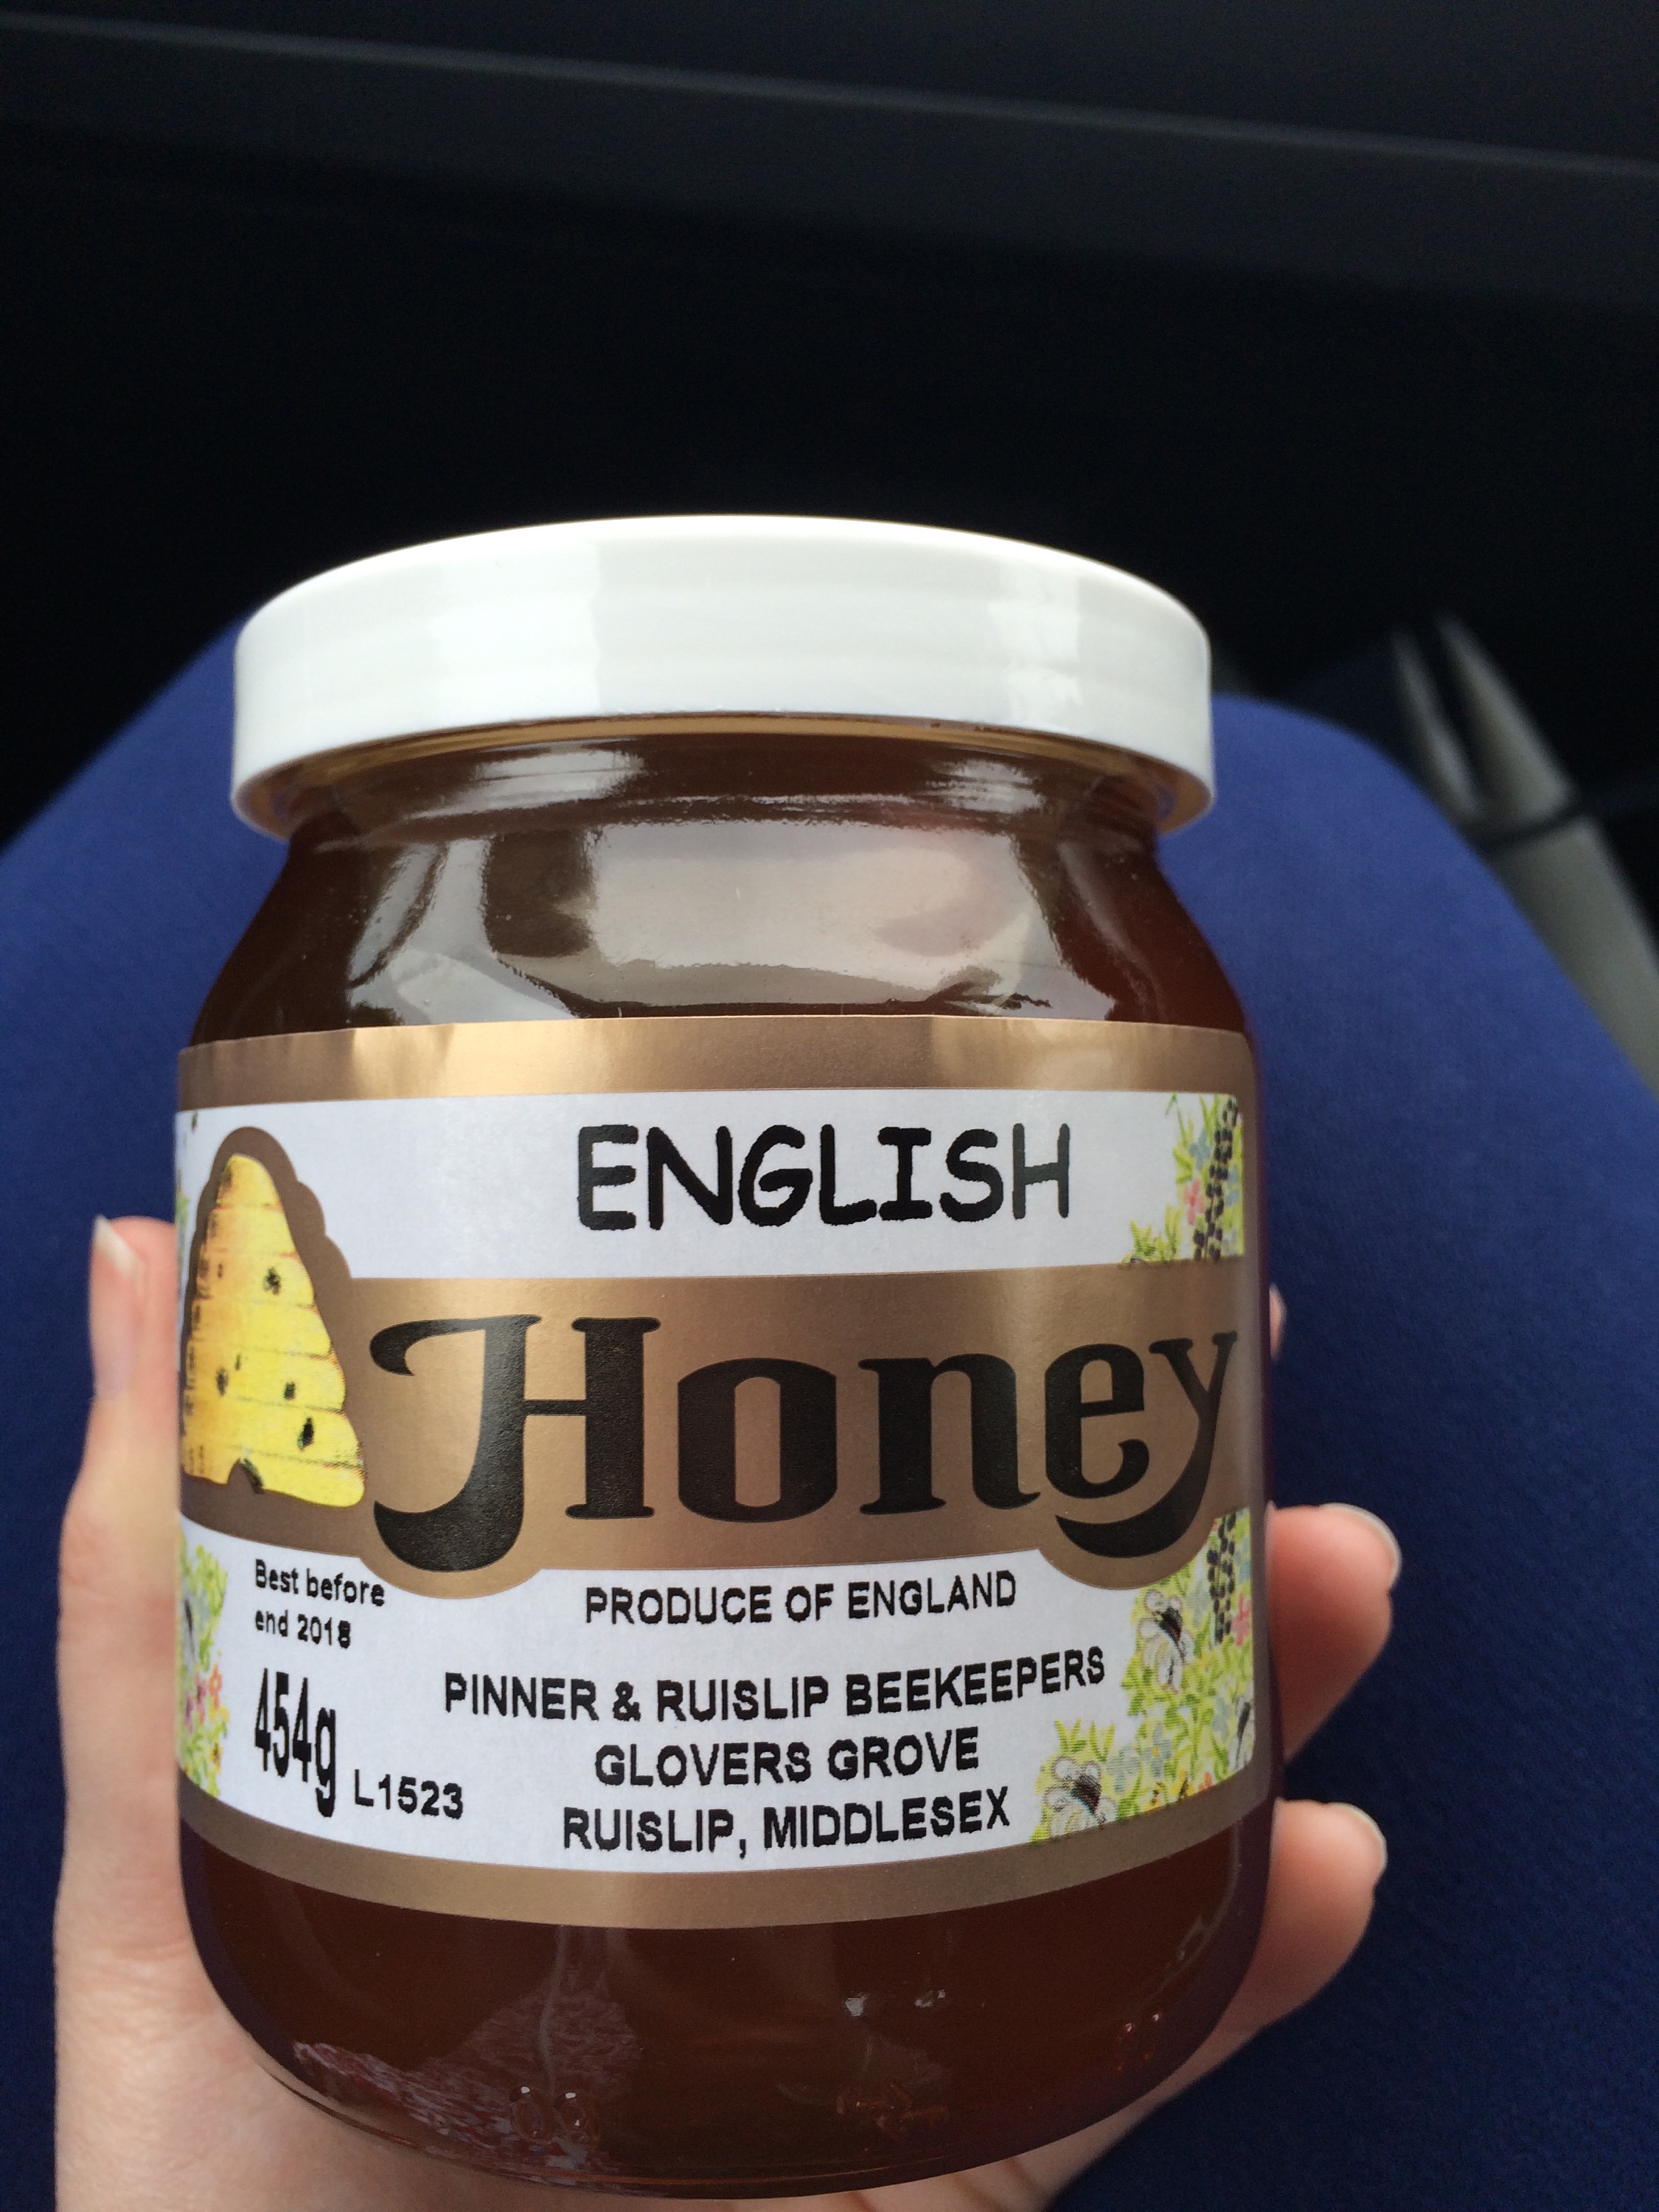 ENGLISH
Honey
Best before
end 2018
454g
L1523
PRODUCE OF ENGLAND
PINNER & RUISLIP BEEKEEPERS
GLOVERS GROVE
RUISLIP, MIDDLESEX